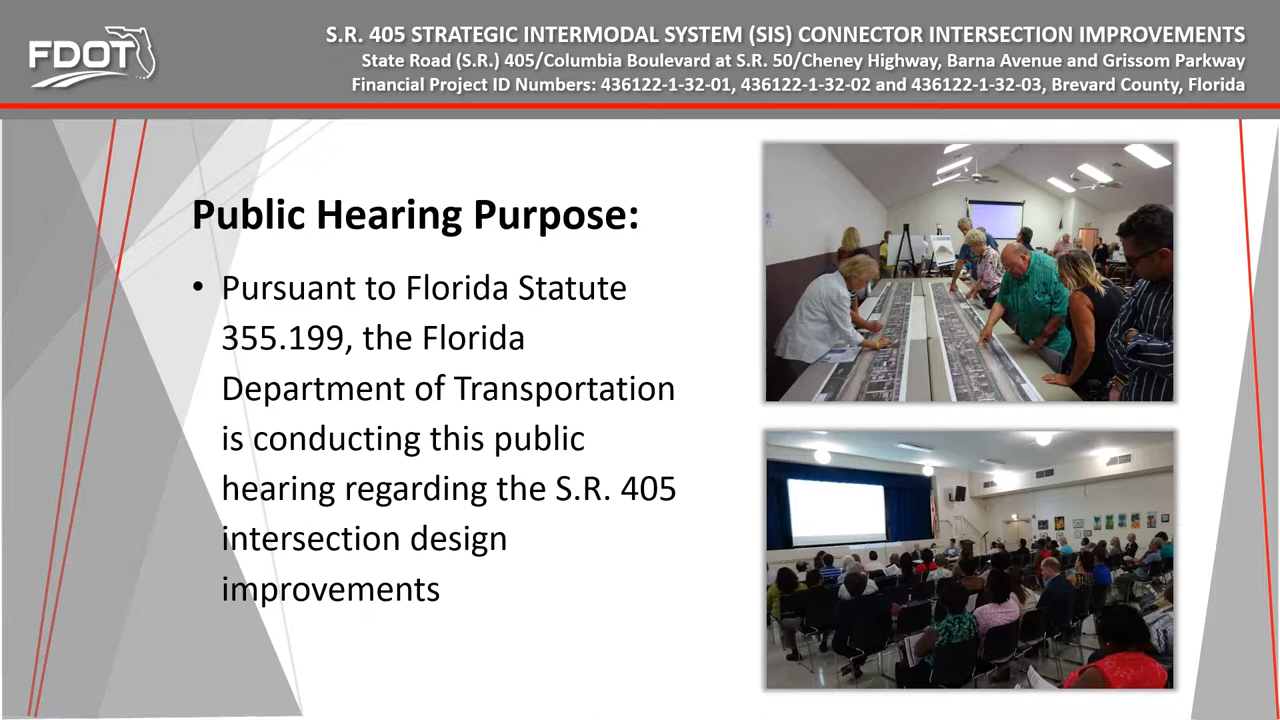 FDOT
S.R. 405 STRATEGIC INTERMODAL SYSTEM (SIS) CONNECTOR INTERSECTION IMPROVEMENTS
State Road (S.R.) 405/Columbia Boulevard at S.R. 50/Cheney Highway, Barna Avenue and Grissom Parkway
Financial Project ID Numbers: 436122-1-32-01, 436122-1-32-02 and 436122-1-32-03, Brevard County, Florida
Public Hearing Purpose:
• Pursuant to Florida Statute
355.199, the Florida
Department of Transportation
is conducting this public
hearing regarding the S.R. 405
intersection design
improvements